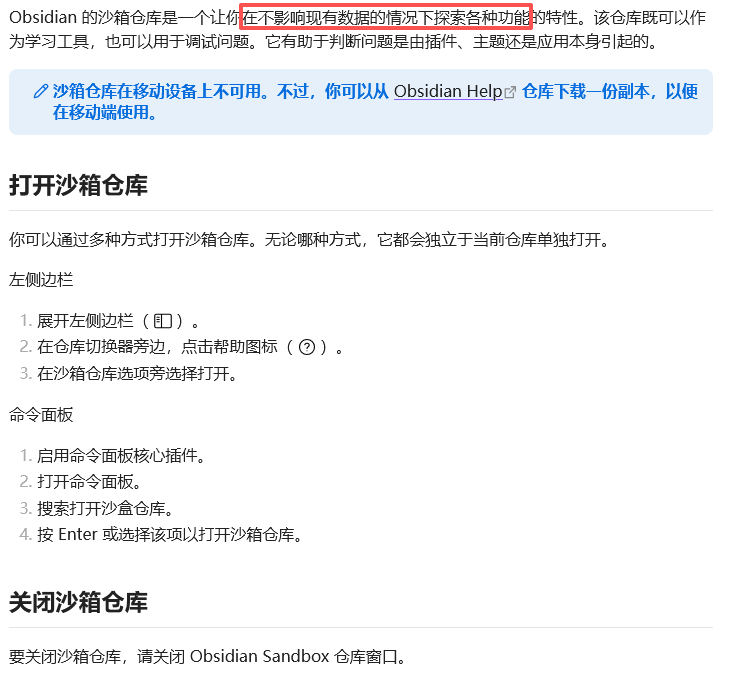 Obsidian 的沙箱仓库是一个让你在不影响现有数据的情况下探索各种功能的特性。该仓库既可以作
为学习工具，也可以用于调试问题。它有助于判断问题是由插件、主题还是应用本身引起的。
沙箱仓库在移动设备上不可用。不过，你可以从 Obsidian Help 仓库下载一份副本，以便
在移动端使用。
打开沙箱仓库
你可以通过多种方式打开沙箱仓库。无论哪种方式，它都会独立于当前仓库单独打开。
左侧边栏
1. 展开左侧边栏（ ）。
2. 在仓库切换器旁边，点击帮助图标（ ? ）。
3. 在沙箱仓库选项旁选择打开。
命令面板
1. 启用命令面板核心插件。
2. 打开命令面板。
3. 搜索打开沙盒仓库。
4. 按 Enter 或选择该项以打开沙箱仓库。
关闭沙箱仓库
要关闭沙箱仓库，请关闭 Obsidian Sandbox 仓库窗口。